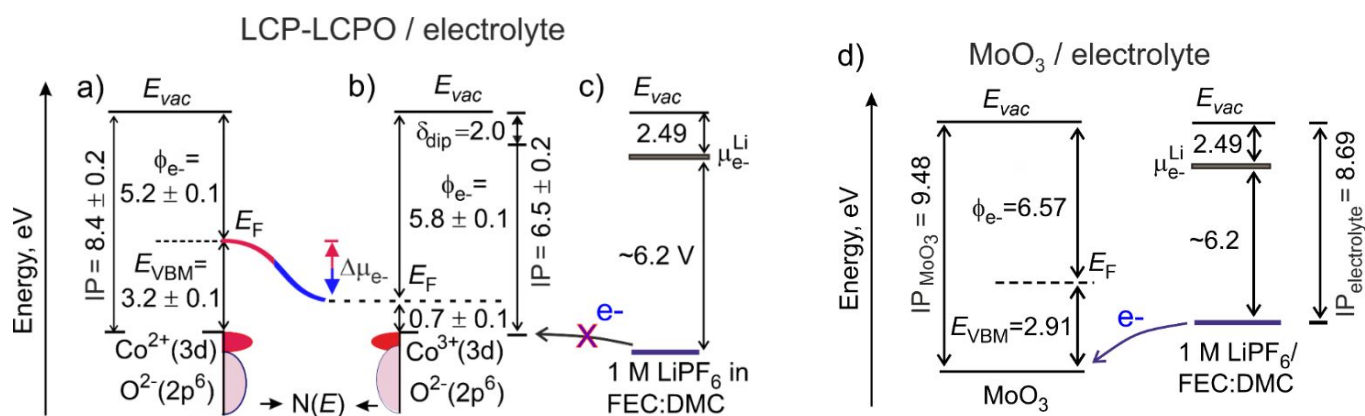 LCP-LCPO / electrolyte
a)
Energy, eV
E_vac
IP = 8.4 ± 0.2
ϕ_e- =
5.2 ± 0.1
E_F
E_VBM =
3.2 ± 0.1
Co²⁺(3d)
O²⁻(2p⁶)
N(E)
Δμ_e-
b)
E_vac
δ_dip = 2.0
ϕ_e- =
5.8 ± 0.1
IP = 6.5 ± 0.2
E_F
0.7 ± 0.1
Co³⁺(3d)
O²⁻(2p⁶)
e-
X
c)
E_vac
2.49
μ_e-^Li
~6.2 V
1 M LiPF₆ in
FEC:DMC
MoO₃ / electrolyte
d)
Energy, eV
E_vac
IP_MoO₃ = 9.48
ϕ_e- =6.57
E_F
E_VBM=2.91
MoO₃
e-
E_vac
2.49
μ_e-^Li
~6.2
IP_electrolyte = 8.69
1 M LiPF₆/
FEC:DMC